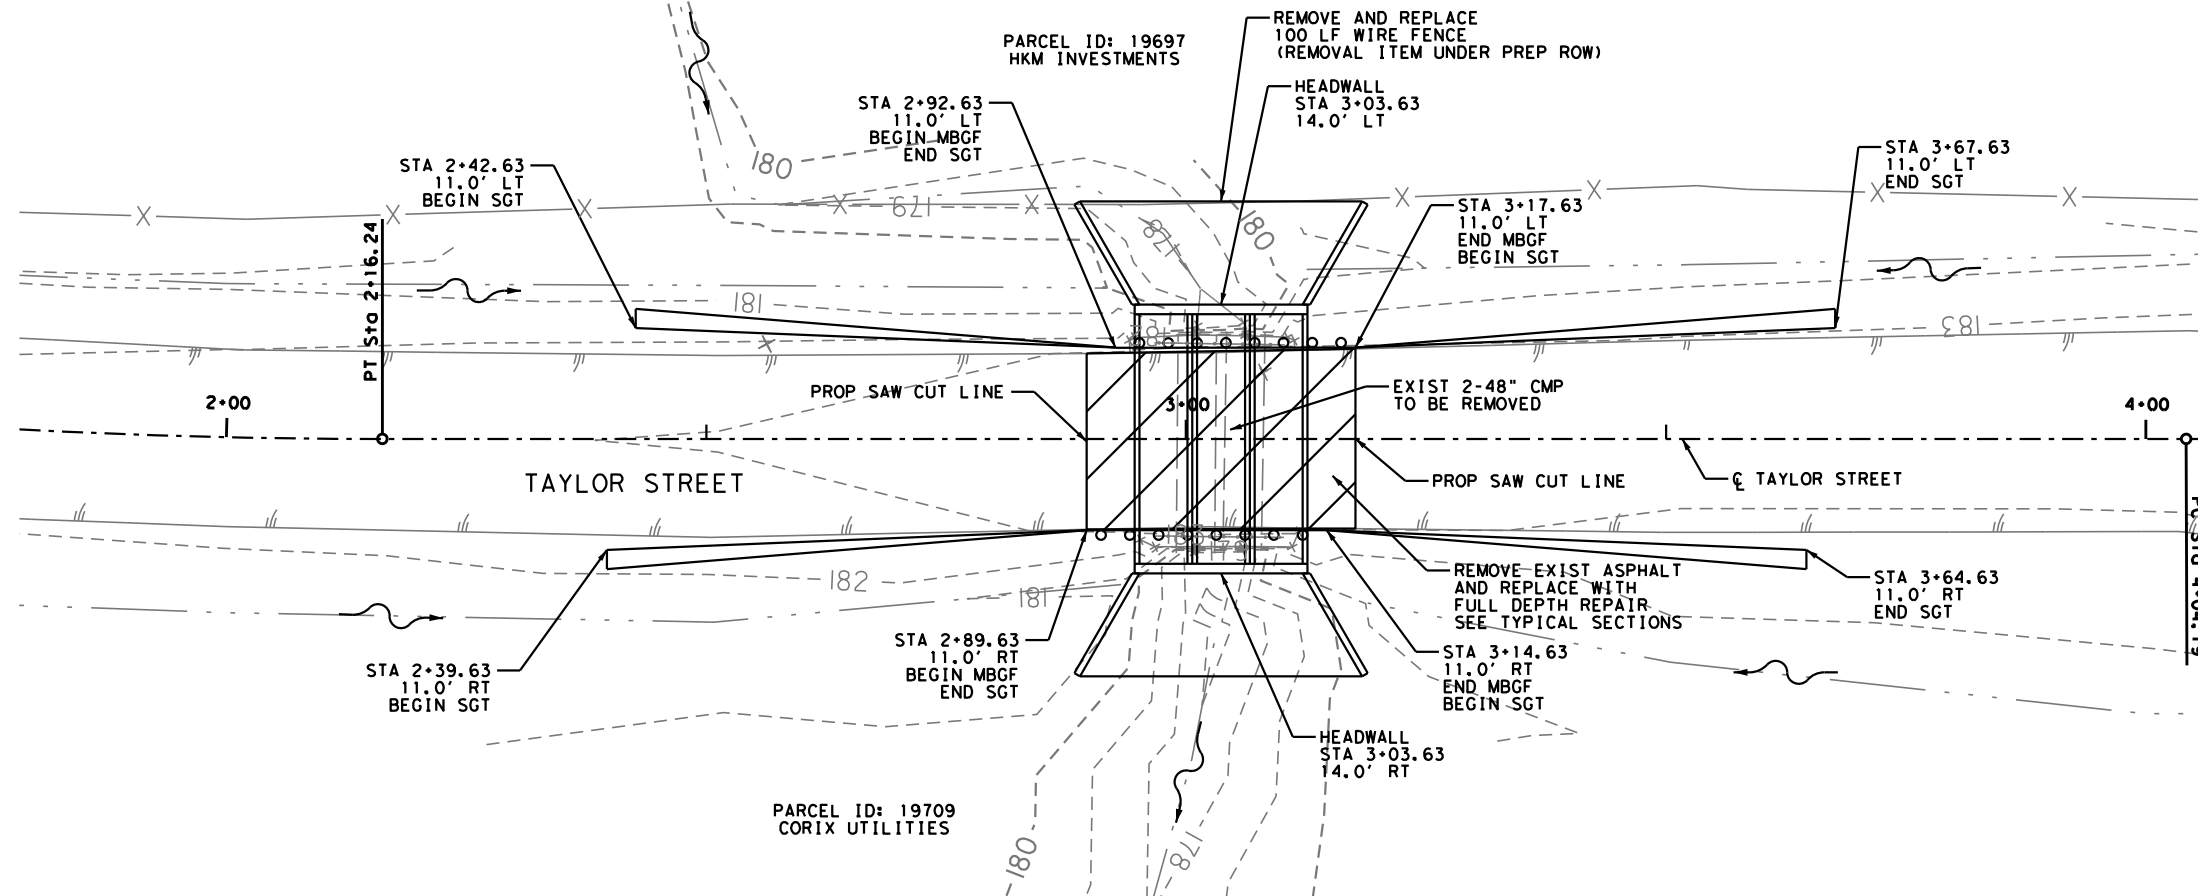 REMOVE AND REPLACE
100 LF WIRE FENCE
(REMOVAL ITEM UNDER PREP ROW)
PARCEL ID: 19697
HKM INVESTMENTS
HEADWALL
STA 3+03.63
14.0' LT
STA 2+92.63
11.0' LT
BEGIN MBGF
END SGT
STA 2+42.63
11.0' LT
BEGIN SGT
STA 3+67.63
11.0' LT
END SGT
STA 3+17.63
11.0' LT
END MBGF
BEGIN SGT
180
179
178
180
181
183
PT Sta 2+16.24
PROP SAW CUT LINE
EXIST 2-48" CMP
TO BE REMOVED
2+00
3+00
4+00
TAYLOR STREET
PROP SAW CUT LINE
℄ TAYLOR STREET
182
181
REMOVE EXIST ASPHALT
AND REPLACE WITH
FULL DEPTH REPAIR
SEE TYPICAL SECTIONS
STA 3+64.63
11.0' RT
END SGT
STA 2+89.63
11.0' RT
BEGIN MBGF
END SGT
STA 2+39.63
11.0' RT
BEGIN SGT
STA 3+14.63
11.0' RT
END MBGF
BEGIN SGT
HEADWALL
STA 3+03.63
14.0' RT
PARCEL ID: 19709
CORIX UTILITIES
180
178